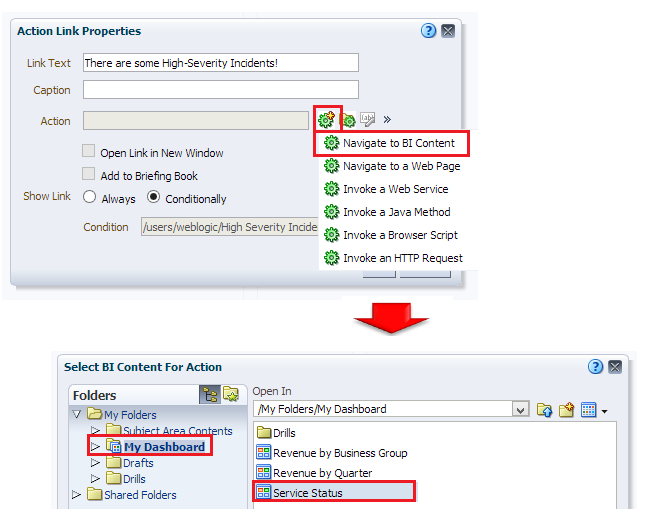 Action Link Properties
Link Text There are some High-Severity Incidents!
Caption
Action
Navigate to BI Content
Open Link in New Window
Navigate to a Web Page
Add to Briefing Book
Invoke a Web Service
Show Link Always Conditionally
Invoke a Java Method
Condition /users/weblogic/High Severity Incide
Invoke a Browser Script
Invoke an HTTP Request
Select BI Content For Action
Folders
Open In
/My Folders/My Dashboard
My Folders
Subject Area Contents
My Dashboard
Drafts
Drills
Shared Folders
Drills
Revenue by Business Group
Revenue by Quarter
Service Status